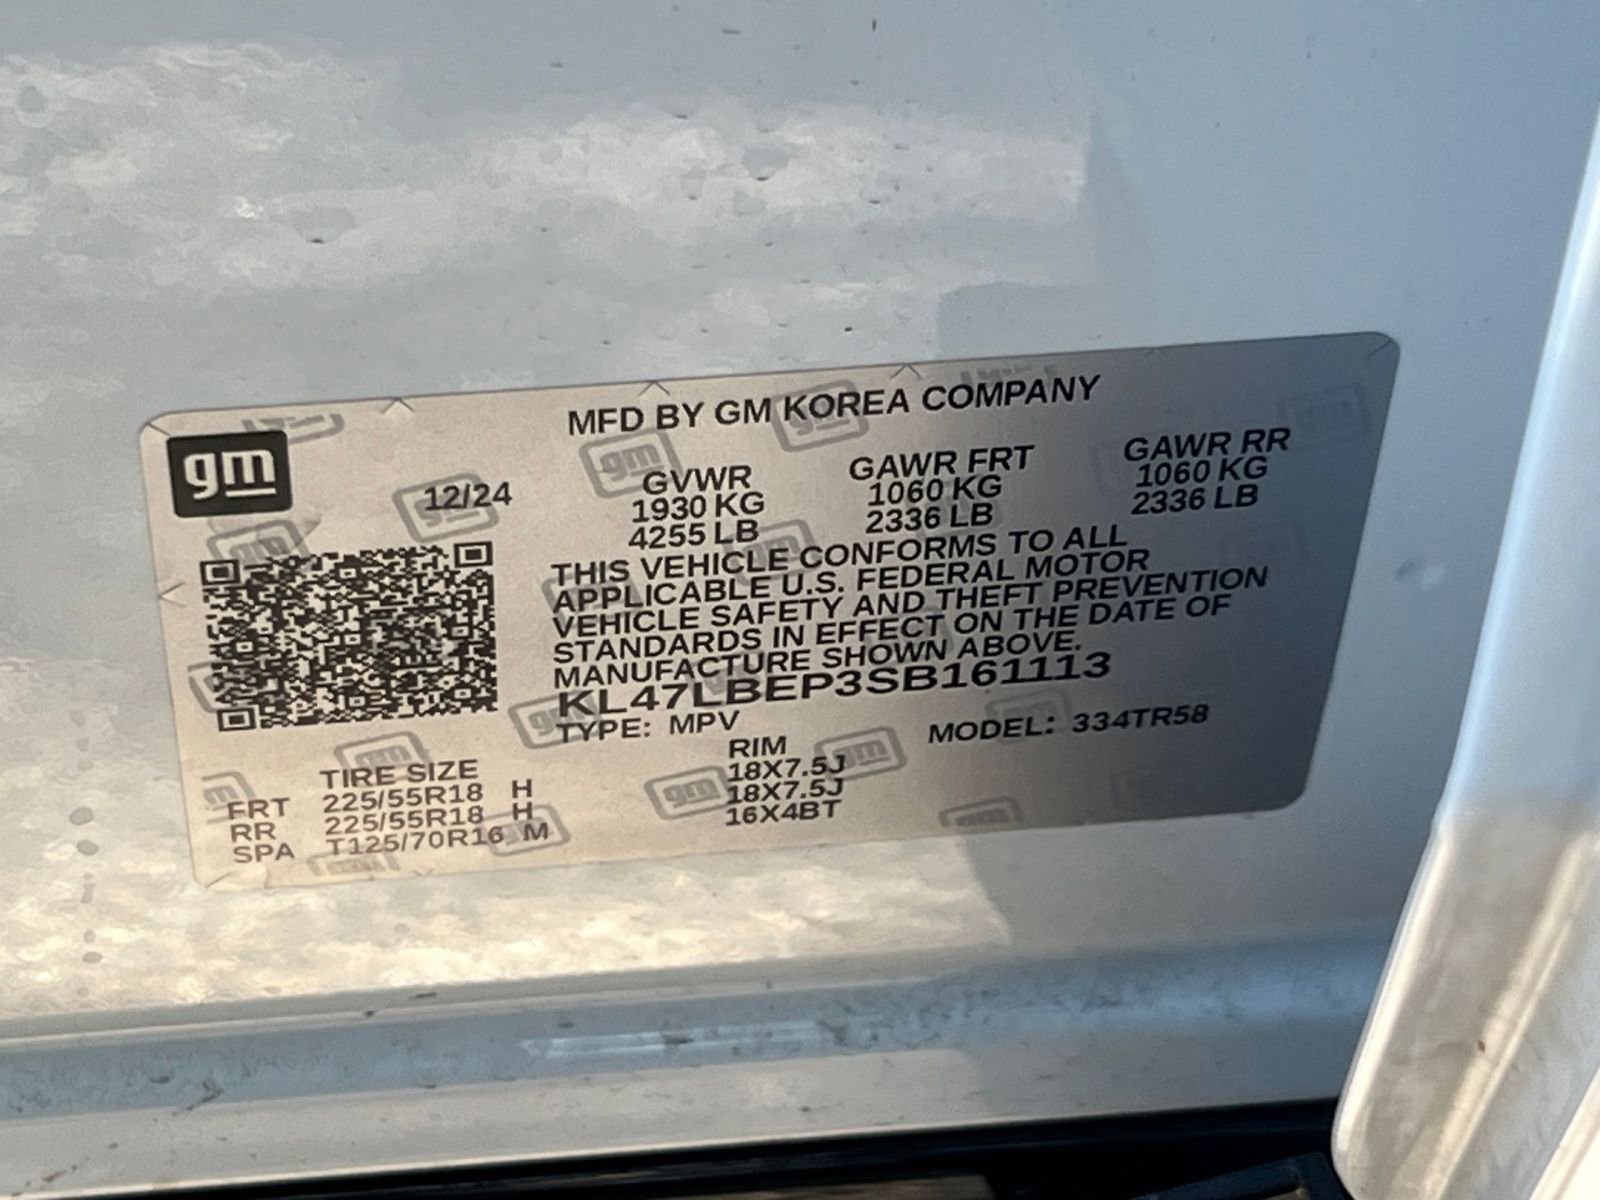 MFD BY GM KOREA COMPANY
gm
12/24
GVWR GAWR FRT GAWR RR
1930 KG 1060 KG 1060 KG
4255 LB 2336 LB 2336 LB
THIS VEHICLE CONFORMS TO ALL
APPLICABLE U.S. FEDERAL MOTOR
VEHICLE SAFETY AND THEFT PREVENTION
STANDARDS IN EFFECT ON THE DATE OF
MANUFACTURE SHOWN ABOVE.
KL47LBEP3SB161113
TYPE: MPV MODEL: 334TR58
TIRE SIZE RIM
FRT 225/55R18 H 18X7.5J
RR 225/55R18 H 18X7.5J
SPA T125/70R16 M 16X4BT